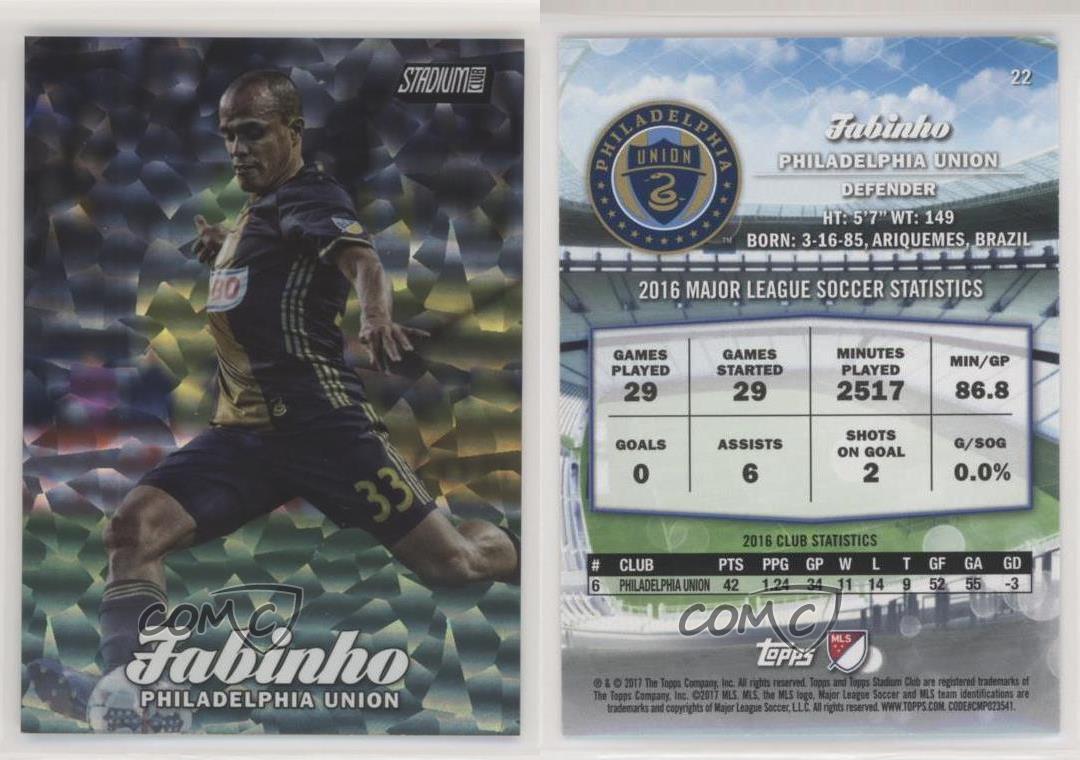 STADIUM CLUB
BO
33
COMC
Fabinho
PHILADELPHIA UNION
22
PHILADELPHIA
UNION
TM
Fabinho
PHILADELPHIA UNION
DEFENDER
HT: 5'7" WT: 149
BORN: 3-16-85, ARIQUEMES, BRAZIL
2016 MAJOR LEAGUE SOCCER STATISTICS
GAMES PLAYED 29
GAMES STARTED 29
MINUTES PLAYED 2517
MIN/GP 86.8
GOALS 0
ASSISTS 6
SHOTS ON GOAL 2
G/SOG 0.0%
2016 CLUB STATISTICS
# CLUB PTS PPG GP W L T GF GA GD
6 PHILADELPHIA UNION 42 1.24 34 11 14 9 52 55 -3
COMC
topps MLS
® & © 2017 The Topps Company, Inc. All rights reserved. Topps and Topps Stadium Club are registered trademarks of
The Topps Company, Inc. ©2017 MLS. MLS, the MLS logo, Major League Soccer and MLS team identifications are
trademarks and copyrights of Major League Soccer, L.L.C. All rights reserved. WWW.TOPPS.COM. CODE#CMP023541.